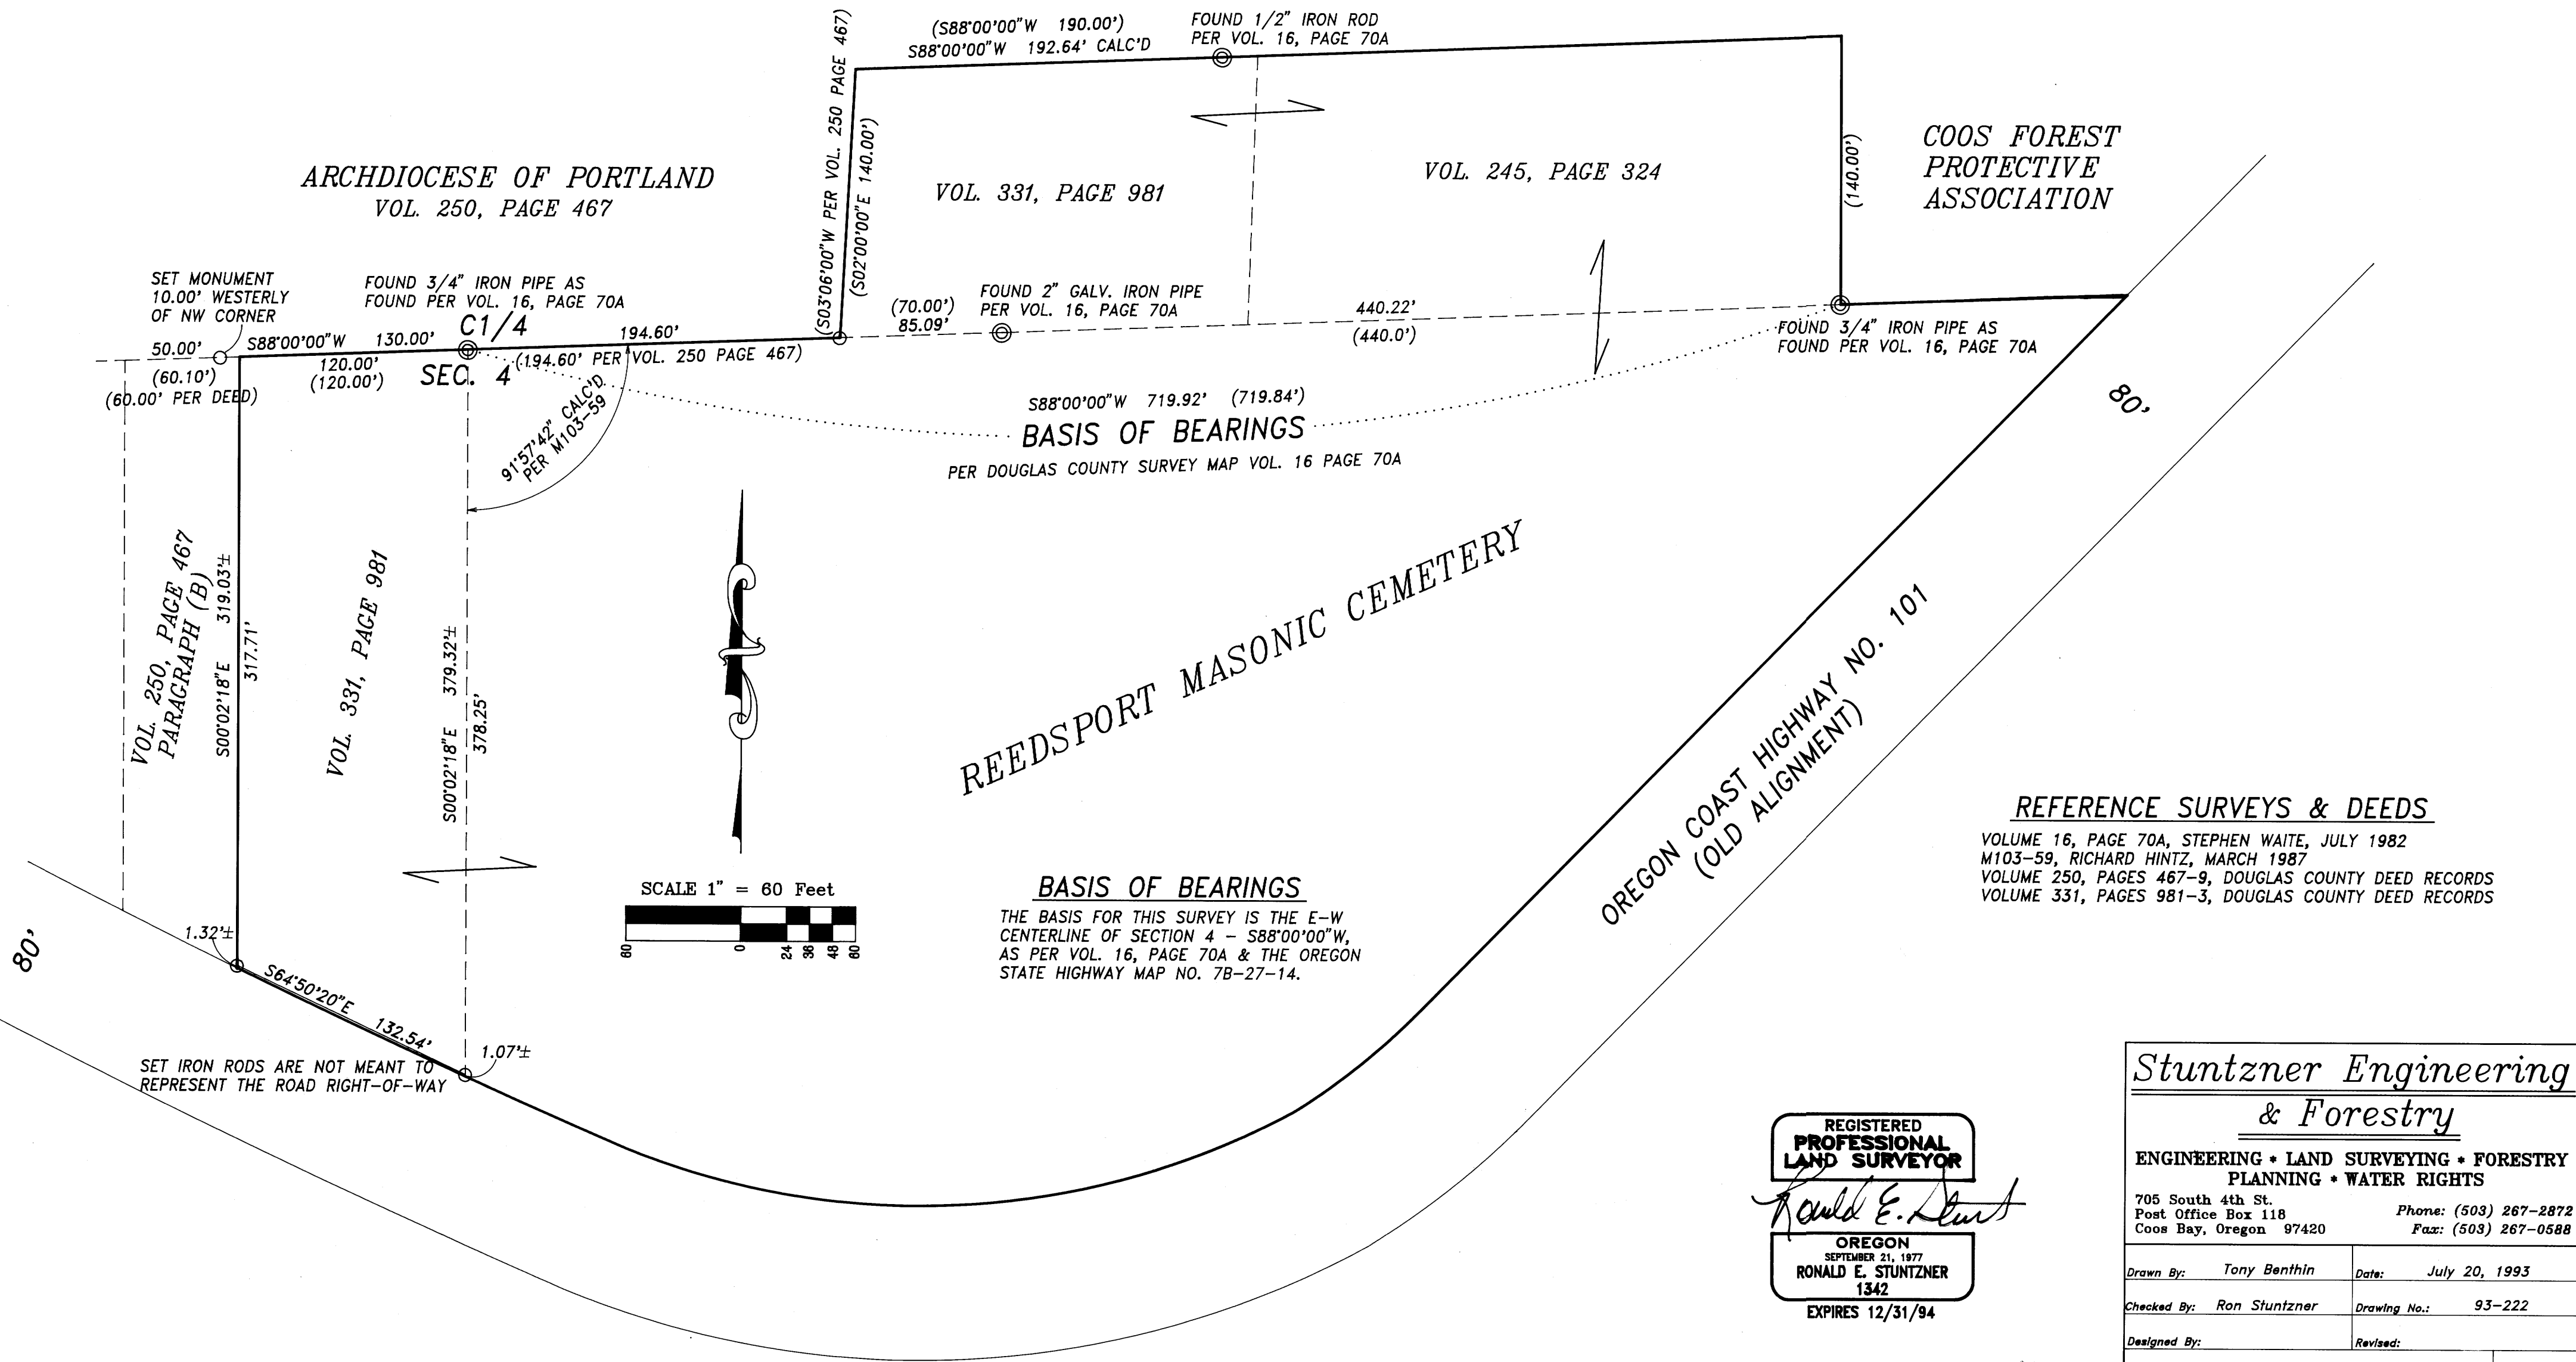 (S88°00'00"W 190.00')
S88°00'00"W 192.64' CALC'D
FOUND 1/2" IRON ROD
PER VOL. 16, PAGE 70A
(S03°06'00"W PER VOL. 250 PAGE 467)
(S02°00'00"E 140.00')
ARCHDIOCESE OF PORTLAND
VOL. 250, PAGE 467
VOL. 331, PAGE 981
VOL. 245, PAGE 324
(140.00')
COOS FOREST
PROTECTIVE
ASSOCIATION
SET MONUMENT
10.00' WESTERLY
OF NW CORNER
FOUND 3/4" IRON PIPE AS
FOUND PER VOL. 16, PAGE 70A
C1/4
SEC. 4
50.00'
(60.10')
(60.00' PER DEED)
S88°00'00"W 130.00'
120.00'
(120.00')
194.60'
(194.60' PER VOL. 250 PAGE 467)
(70.00')
85.09'
FOUND 2" GALV. IRON PIPE
PER VOL. 16, PAGE 70A
440.22'
(440.0')
FOUND 3/4" IRON PIPE AS
FOUND PER VOL. 16, PAGE 70A
91°57'42" CALC'D
PER M103-59
S88°00'00"W 719.92' (719.84')
BASIS OF BEARINGS
PER DOUGLAS COUNTY SURVEY MAP VOL. 16 PAGE 70A
80'
VOL. 250, PAGE 467
PARAGRAPH (B)
S00°02'18"E 319.03'±
317.71'
VOL. 331, PAGE 981
S00°02'18"E 379.32'±
378.25'
REEDSPORT MASONIC CEMETERY
OREGON COAST HIGHWAY NO. 101
(OLD ALIGNMENT)
REFERENCE SURVEYS & DEEDS
VOLUME 16, PAGE 70A, STEPHEN WAITE, JULY 1982
M103-59, RICHARD HINTZ, MARCH 1987
VOLUME 250, PAGES 467-9, DOUGLAS COUNTY DEED RECORDS
VOLUME 331, PAGES 981-3, DOUGLAS COUNTY DEED RECORDS
SCALE 1" = 60 Feet
60 0 24 36 48 60
BASIS OF BEARINGS
THE BASIS FOR THIS SURVEY IS THE E-W
CENTERLINE OF SECTION 4 - S88°00'00"W,
AS PER VOL. 16, PAGE 70A & THE OREGON
STATE HIGHWAY MAP NO. 7B-27-14.
80'
1.32'±
S64°50'20"E 132.54'
1.07'±
SET IRON RODS ARE NOT MEANT TO
REPRESENT THE ROAD RIGHT-OF-WAY
REGISTERED
PROFESSIONAL
LAND SURVEYOR
Ronald E. Stunt
OREGON
SEPTEMBER 21, 1977
RONALD E. STUNTZNER
1342
EXPIRES 12/31/94
Stuntzner Engineering
& Forestry
ENGINEERING * LAND SURVEYING * FORESTRY
PLANNING * WATER RIGHTS
705 South 4th St.
Post Office Box 118
Coos Bay, Oregon 97420
Phone: (503) 267-2872
Fax: (503) 267-0588
Drawn By: Tony Benthin
Date: July 20, 1993
Checked By: Ron Stuntzner
Drawing No.: 93-222
Designed By:
Revised: